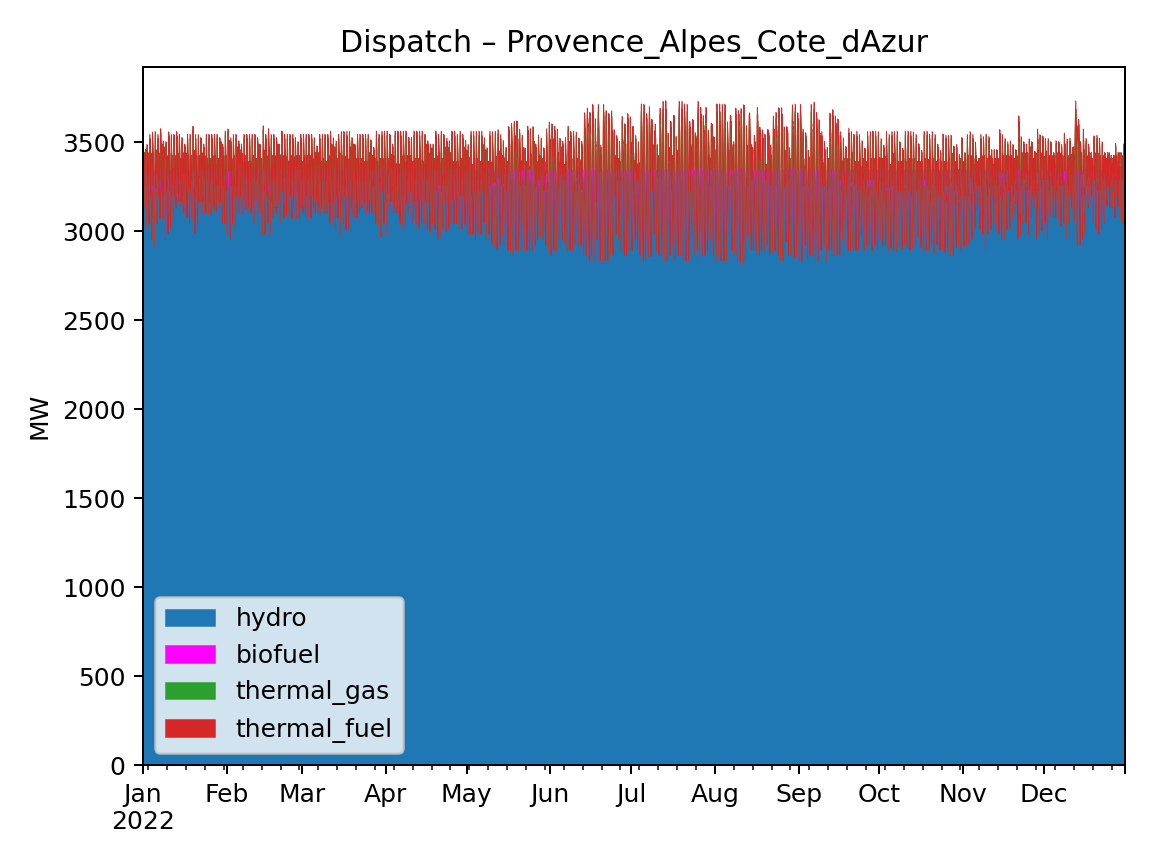 Dispatch – Provence_Alpes_Cote_dAzur
MW
3500
3000
2500
2000
1500
1000
500
0
hydro
biofuel
thermal_gas
thermal_fuel
Jan Feb Mar Apr May Jun Jul Aug Sep Oct Nov Dec
2022